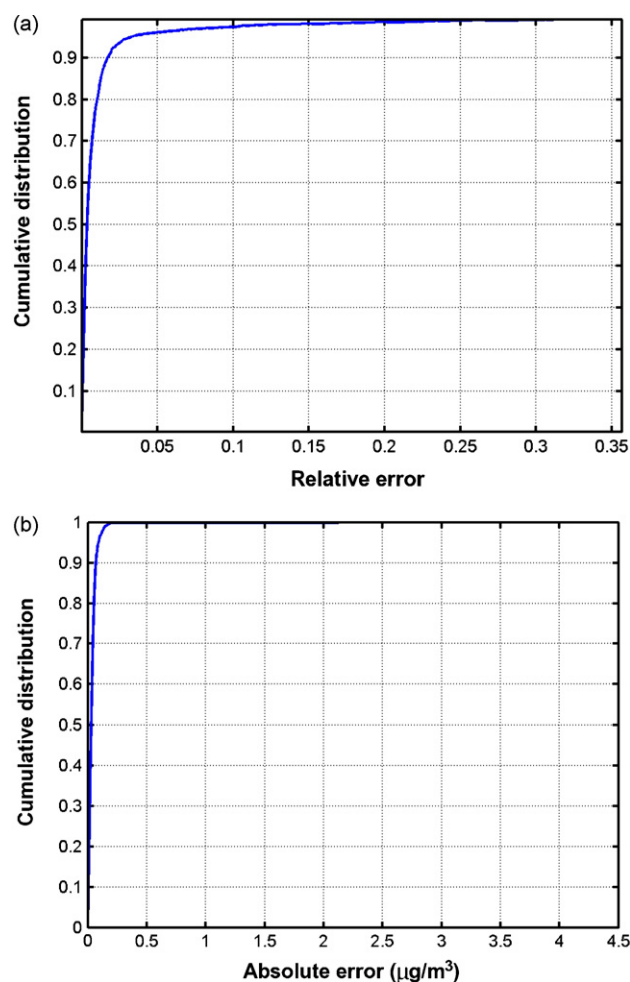 (a)
0.9
0.8
0.7
0.6
0.5
0.4
0.3
0.2
0.1
Cumulative distribution
0.05 0.1 0.15 0.2 0.25 0.3 0.35
Relative error
(b)
1
0.9
0.8
0.7
0.6
0.5
0.4
0.3
0.2
0.1
0
Cumulative distribution
0 0.5 1 1.5 2 2.5 3 3.5 4 4.5
Absolute error (µg/m³)